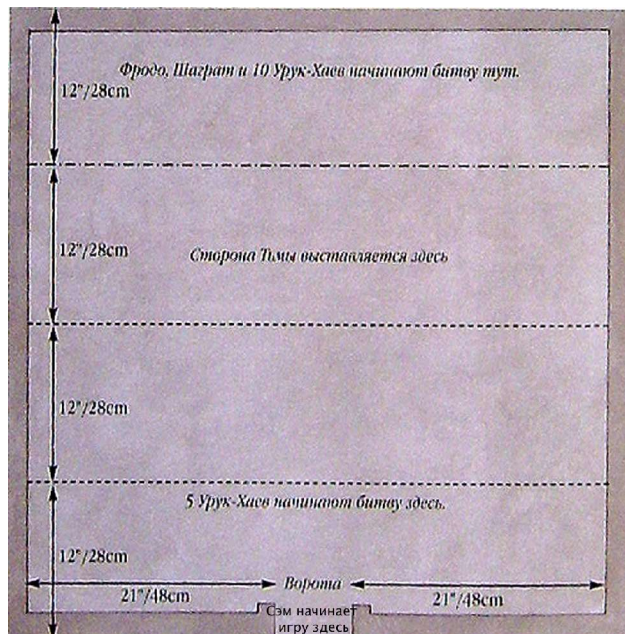 Фродо, Шаграт и 10 Урук-Хаев начинают битву тут.
12"/28cm
12"/28cm
Сторона Тьмы выставляется здесь
12"/28cm
5 Урук-Хаев начинают битву здесь.
12"/28cm
Ворота
21"/48cm
21"/48cm
Сэм начинает
игру здесь